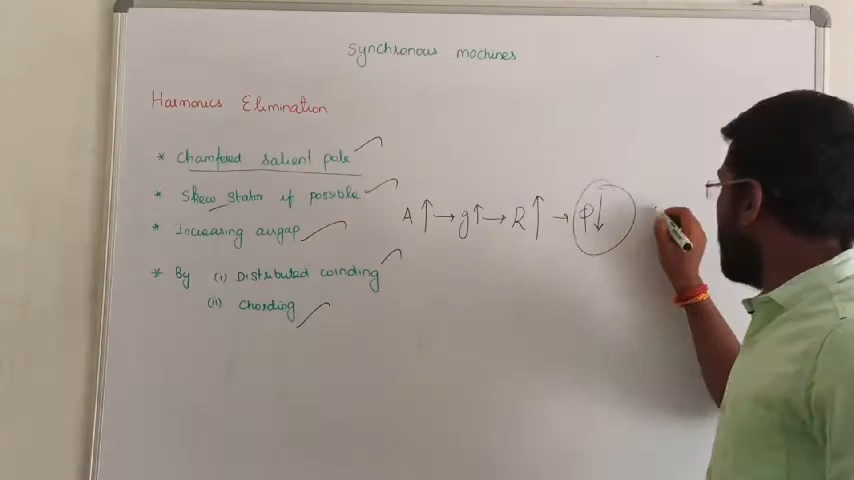 Synchronous machines
Harmonics Elimination
* Chamfered salient pole
* Skew stator if possible
A↑→g↑→R↑→φ↓
* Increasing airgap
* By (i) Distributed winding
(ii) Chording